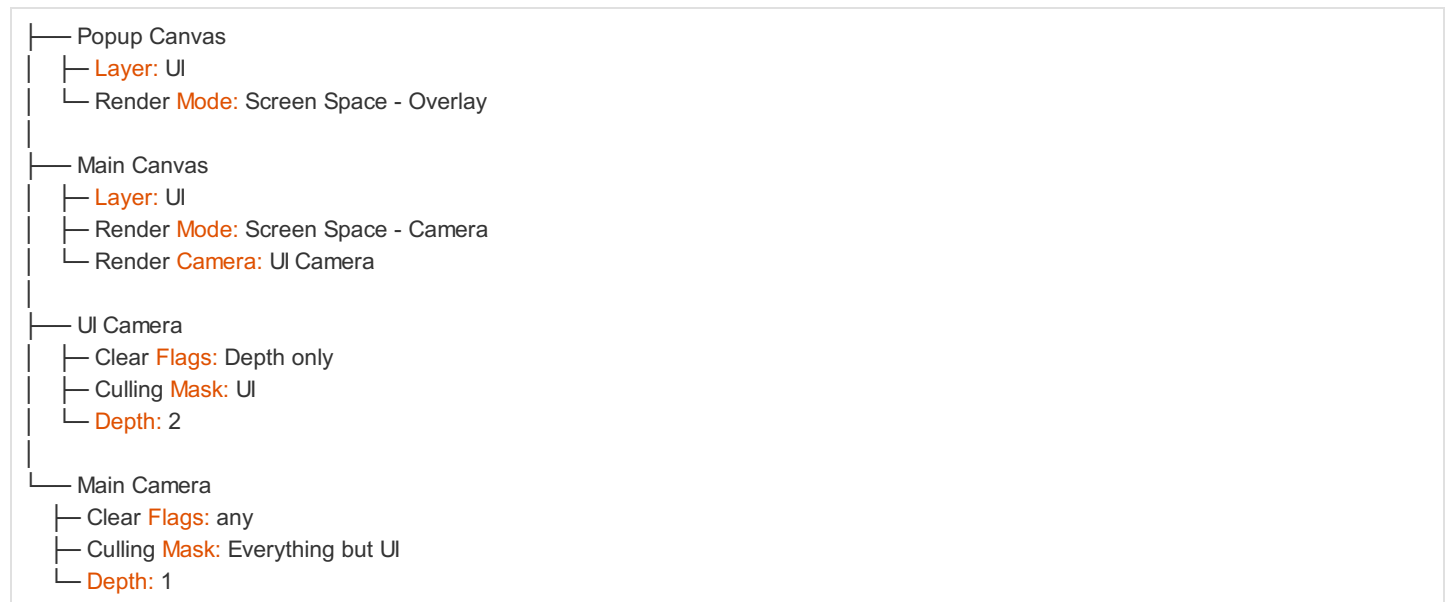 ├── Popup Canvas
│ ├─ Layer: UI
│ └─ Render Mode: Screen Space - Overlay
│
├── Main Canvas
│ ├─ Layer: UI
│ ├─ Render Mode: Screen Space - Camera
│ └─ Render Camera: UI Camera
│
├── UI Camera
│ ├─ Clear Flags: Depth only
│ ├─ Culling Mask: UI
│ └─ Depth: 2
│
└── Main Camera
├─ Clear Flags: any
├─ Culling Mask: Everything but UI
└─ Depth: 1